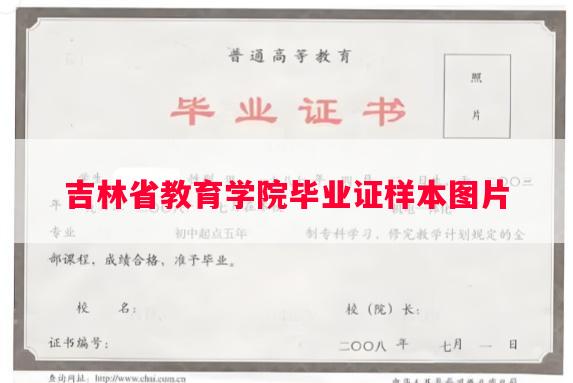 普通高等教育
照
片
毕业证书
吉林省教育学院毕业证样本图片
专业 初中起点五年 制专科学习，修完教学计划规定的全
部课程，成绩合格，准予毕业。
校 名： 校（院）长：
证书编号： 二〇〇八 年 七月 一 日
查询网址：http://www.chsi.com.cn